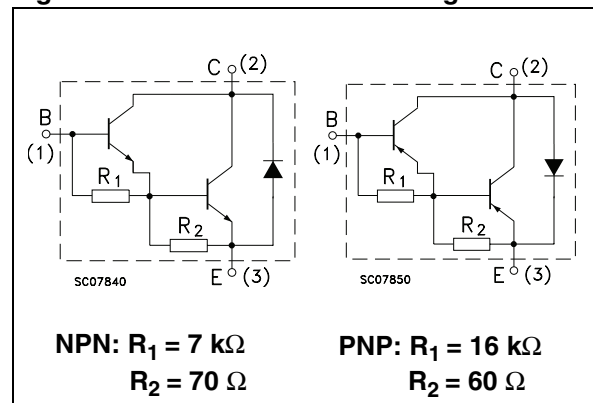 C (2)
B
(1)
R1
R2
E (3)
SC07840
C (2)
B
(1)
R1
R2
E (3)
SC07850
NPN: R1 = 7 kΩ
R2 = 70 Ω
PNP: R1 = 16 kΩ
R2 = 60 Ω